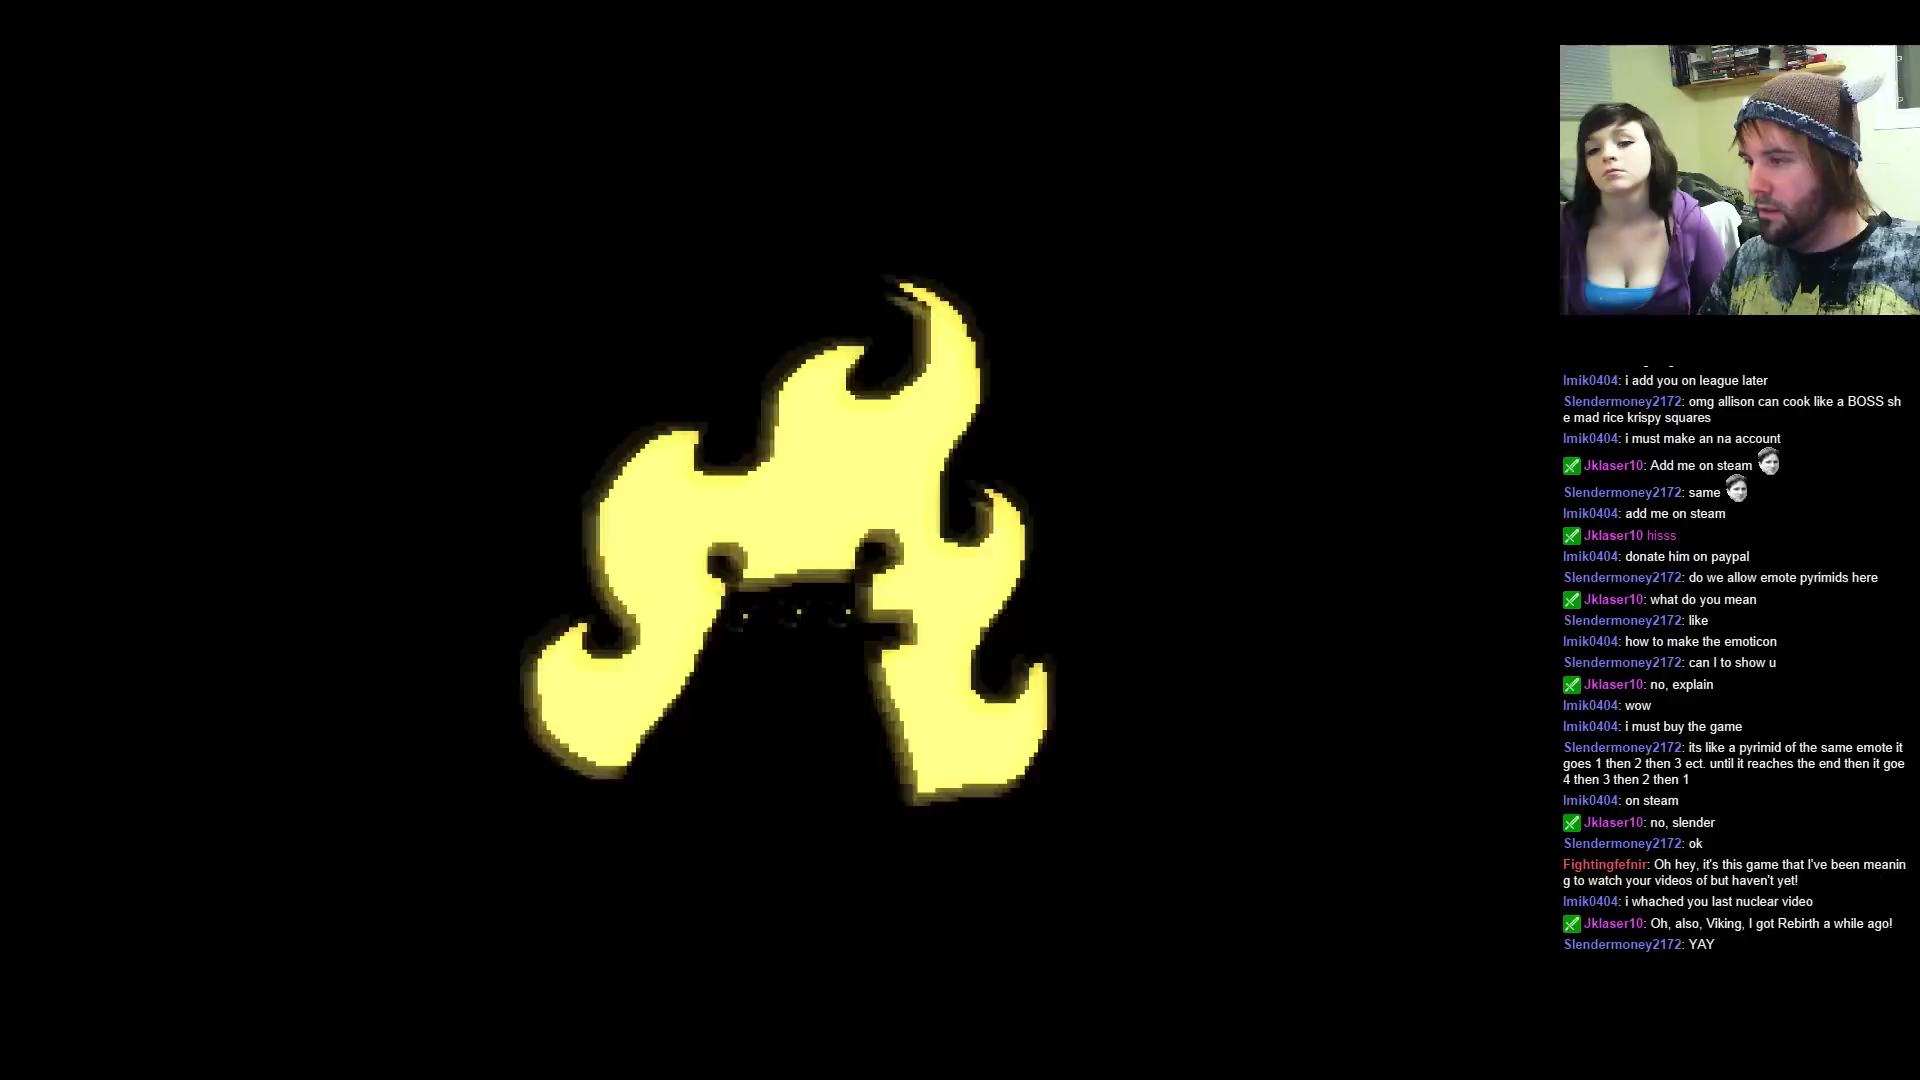 Imik0404: i add you on league later
Slendermoney2172: omg allison can cook like a BOSS sh
e mad rice krispy squares
Imik0404: i must make an na account
Jklaser10: Add me on steam
Slendermoney2172: same
Imik0404: add me on steam
Jklaser10 hisss
Imik0404: donate him on paypal
Slendermoney2172: do we allow emote pyrimids here
Jklaser10: what do you mean
Slendermoney2172: like
Imik0404: how to make the emoticon
Slendermoney2172: can I to show u
Jklaser10: no, explain
Imik0404: wow
Imik0404: i must buy the game
Slendermoney2172: its like a pyrimid of the same emote it
goes 1 then 2 then 3 ect. until it reaches the end then it goe
4 then 3 then 2 then 1
Imik0404: on steam
Jklaser10: no, slender
Slendermoney2172: ok
Fightingfefnir: Oh hey, it's this game that I've been meanin
g to watch your videos of but haven't yet!
Imik0404: i whached you last nuclear video
Jklaser10: Oh, also, Viking, I got Rebirth a while ago!
Slendermoney2172: YAY